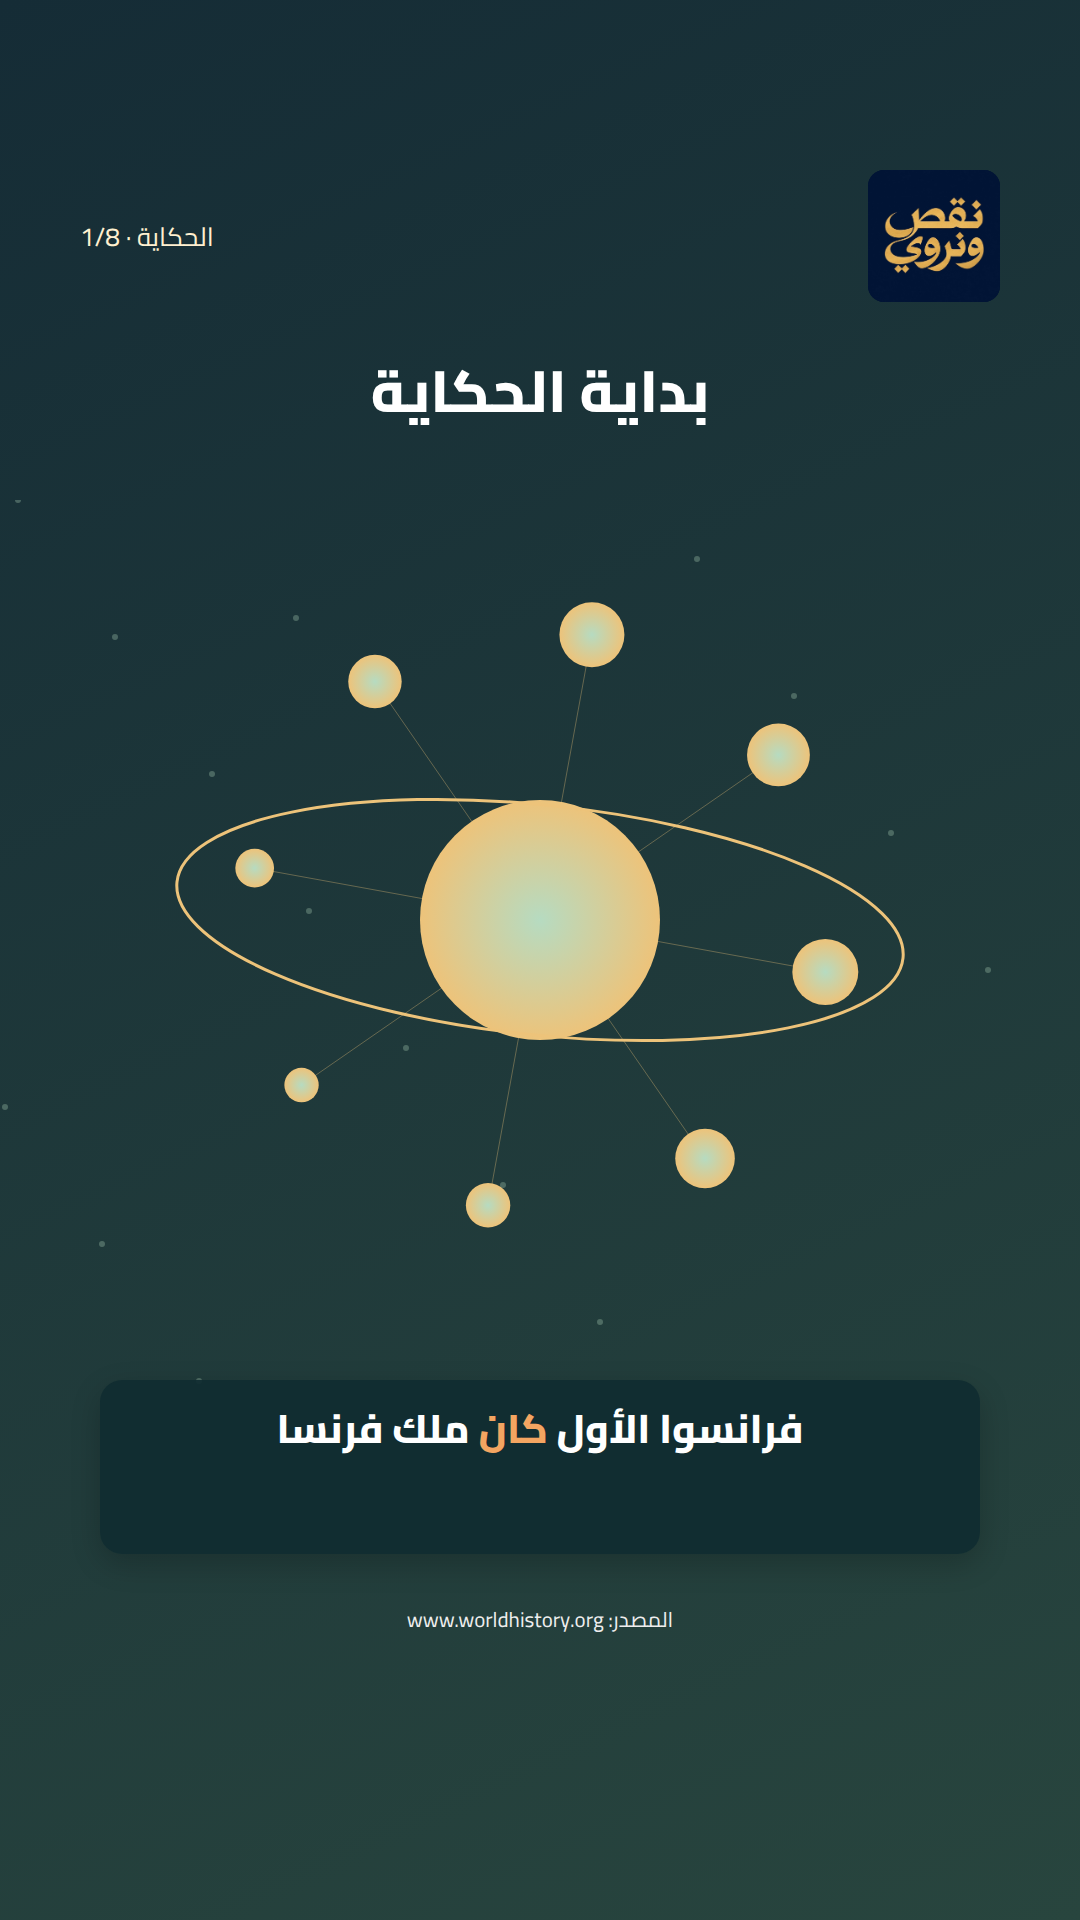 نقص
ونروي
الحكاية · 1/8
بداية الحكاية
فرانسوا الأول كان ملك فرنسا
المصدر: www.worldhistory.org